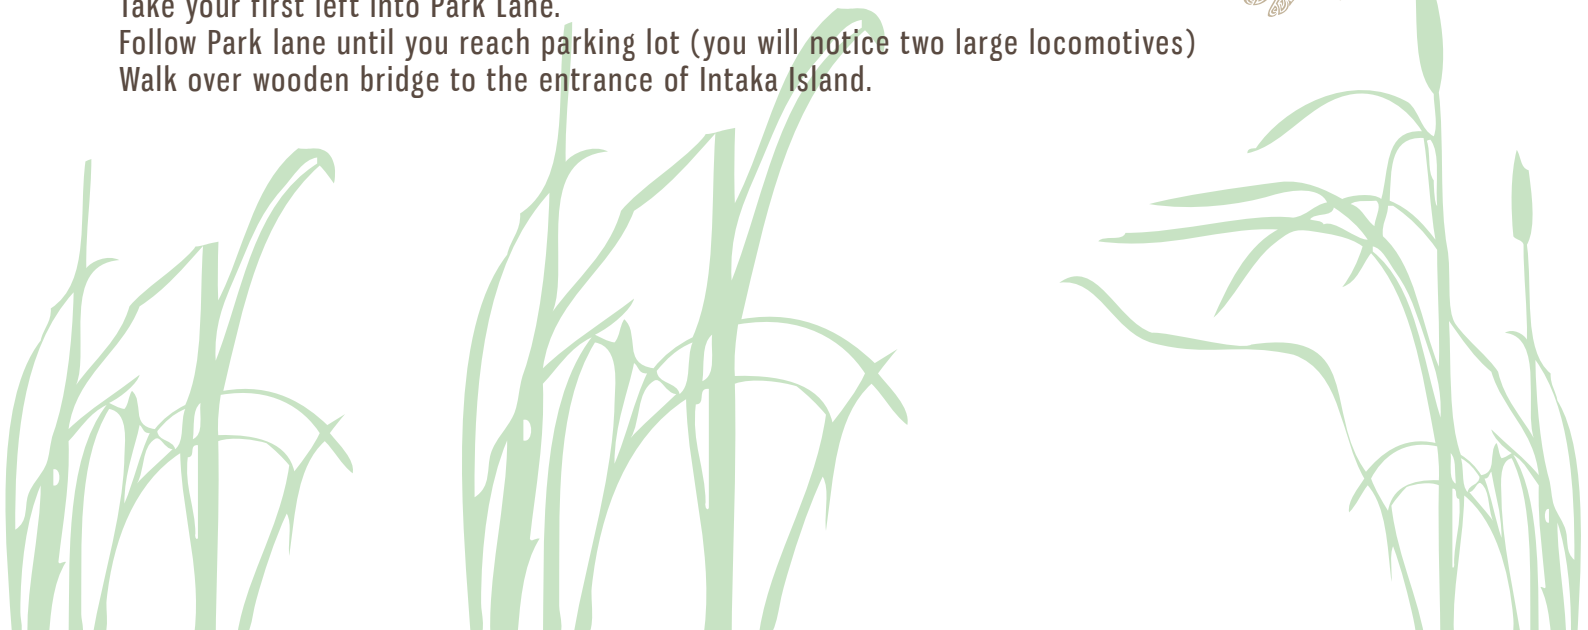 Take your first left into Park Lane.
Follow Park lane until you reach parking lot (you will notice two large locomotives)
Walk over wooden bridge to the entrance of Intaka Island.